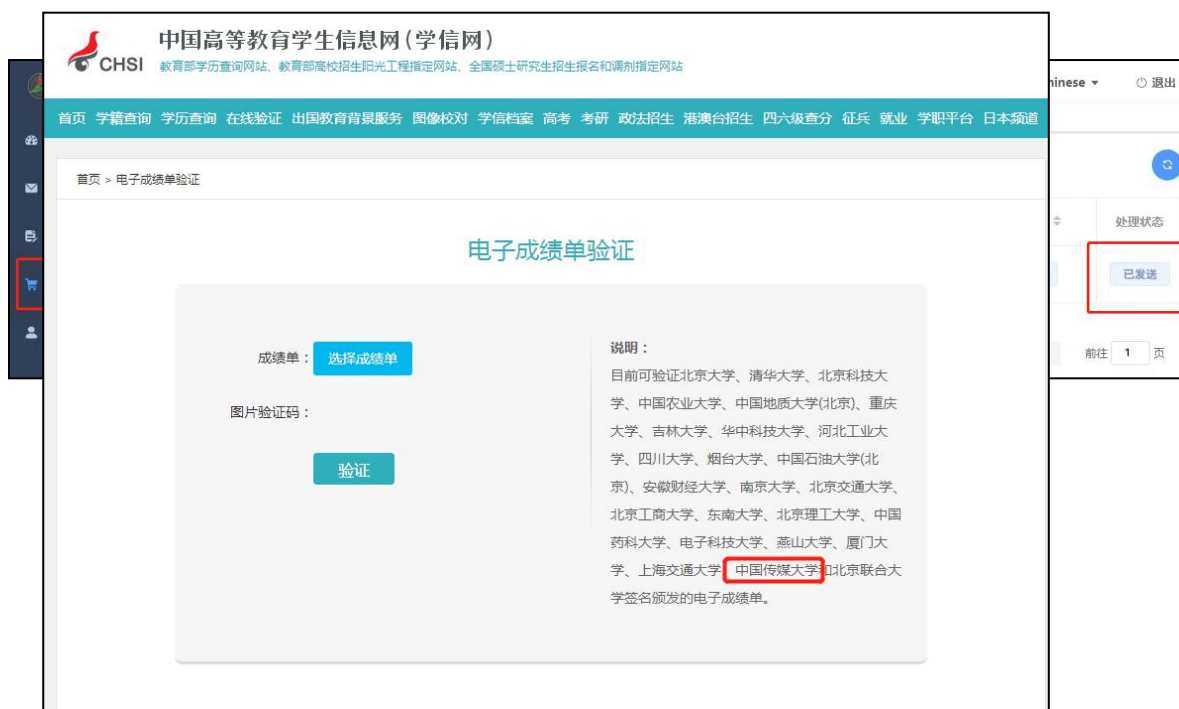 CHSI
中国高等教育学生信息网(学信网)
教育部学历查询网站、教育部高校招生阳光工程指定网站、全国硕士研究生招生报名和调剂指定网站
首页 学籍查询 学历查询 在线验证 出国教育背景服务 图像校对 学信档案 高考 考研 政法招生 港澳台招生 四六级查分 征兵 就业 学职平台 日本频道
首页 > 电子成绩单验证
电子成绩单验证
成绩单:
选择成绩单
图片验证码:
验证
说明:
目前可验证北京大学、清华大学、北京科技大
学、中国农业大学、中国地质大学(北京)、重庆
大学、吉林大学、华中科技大学、河北工业大
学、四川大学、烟台大学、中国石油大学(北
京)、安徽财经大学、南京大学、北京交通大学、
北京工商大学、东南大学、北京理工大学、中国
药科大学、电子科技大学、燕山大学、厦门大
学、上海交通大学、中国传媒大学和北京联合大
学签名颁发的电子成绩单。
退出
处理状态
已发送
前往 1 页